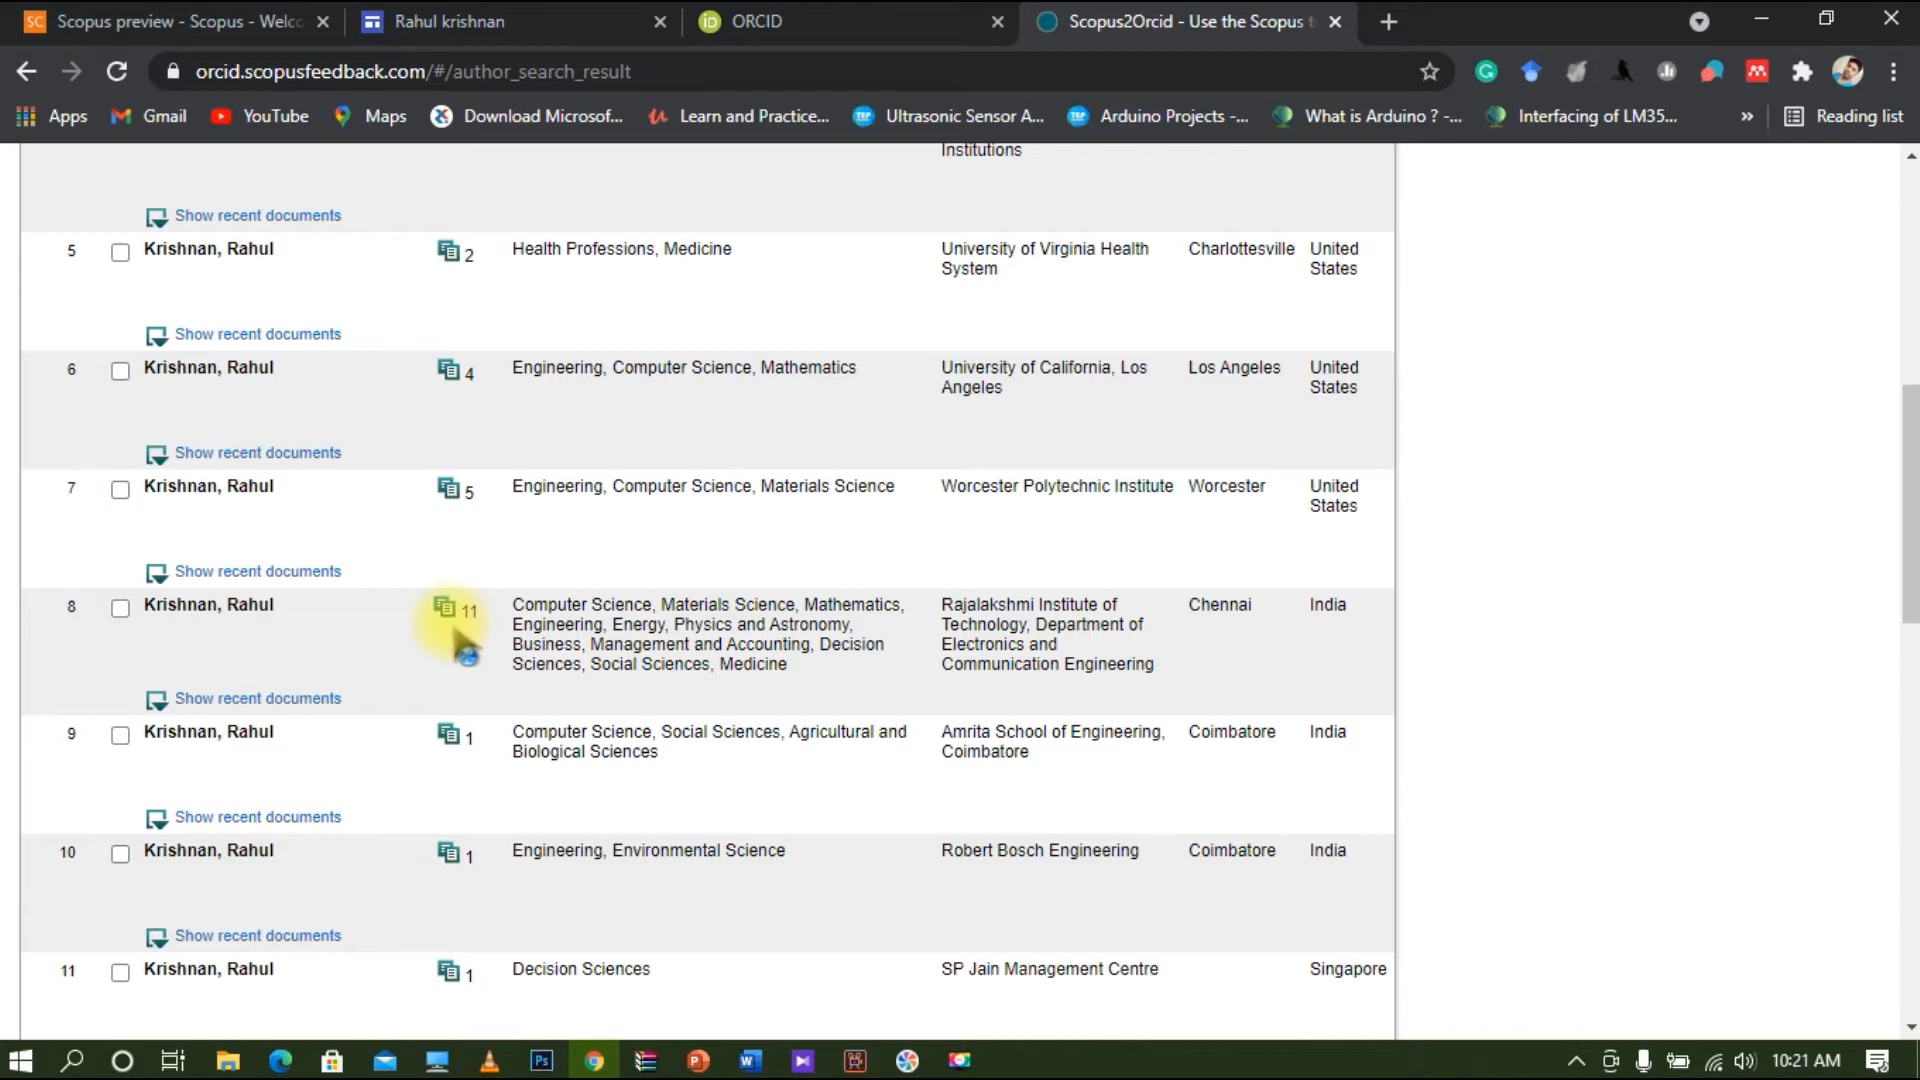 Scopus preview - Scopus - Welco
Rahul krishnan
ORCID
Scopus2Orcid - Use the Scopus t
orcid.scopusfeedback.com/#/author_search_result
Apps
Gmail
YouTube
Maps
Download Microsof...
Learn and Practice...
Ultrasonic Sensor A...
Arduino Projects -...
What is Arduino ? -...
Interfacing of LM35...
»
Reading list
Institutions
Show recent documents
5 Krishnan, Rahul 2 Health Professions, Medicine University of Virginia Health Charlottesville United
System States
Show recent documents
6 Krishnan, Rahul 4 Engineering, Computer Science, Mathematics University of California, Los Los Angeles United
Angeles States
Show recent documents
7 Krishnan, Rahul 5 Engineering, Computer Science, Materials Science Worcester Polytechnic Institute Worcester United
States
Show recent documents
8 Krishnan, Rahul 11 Computer Science, Materials Science, Mathematics, Rajalakshmi Institute of Chennai India
Engineering, Energy, Physics and Astronomy, Technology, Department of
Business, Management and Accounting, Decision Electronics and
Sciences, Social Sciences, Medicine Communication Engineering
Show recent documents
9 Krishnan, Rahul 1 Computer Science, Social Sciences, Agricultural and Amrita School of Engineering, Coimbatore India
Biological Sciences Coimbatore
Show recent documents
10 Krishnan, Rahul 1 Engineering, Environmental Science Robert Bosch Engineering Coimbatore India
Show recent documents
11 Krishnan, Rahul 1 Decision Sciences SP Jain Management Centre Singapore
10:21 AM